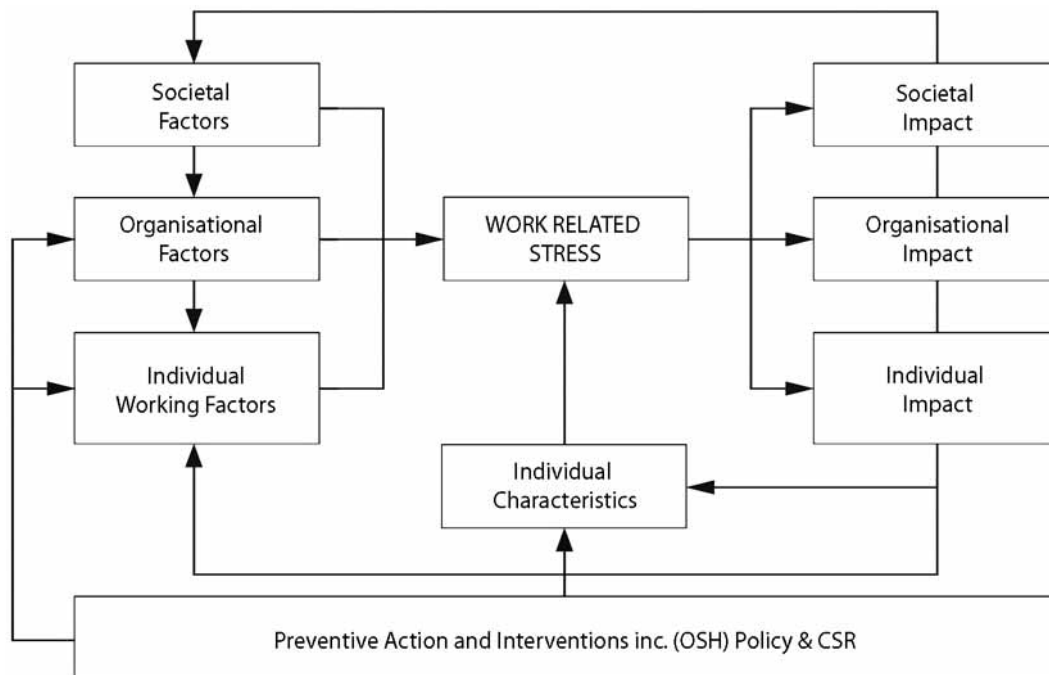 Societal
Factors
Societal
Impact
Organisational
Factors
WORK RELATED
STRESS
Organisational
Impact
Individual
Working Factors
Individual
Impact
Individual
Characteristics
Preventive Action and Interventions inc. (OSH) Policy & CSR